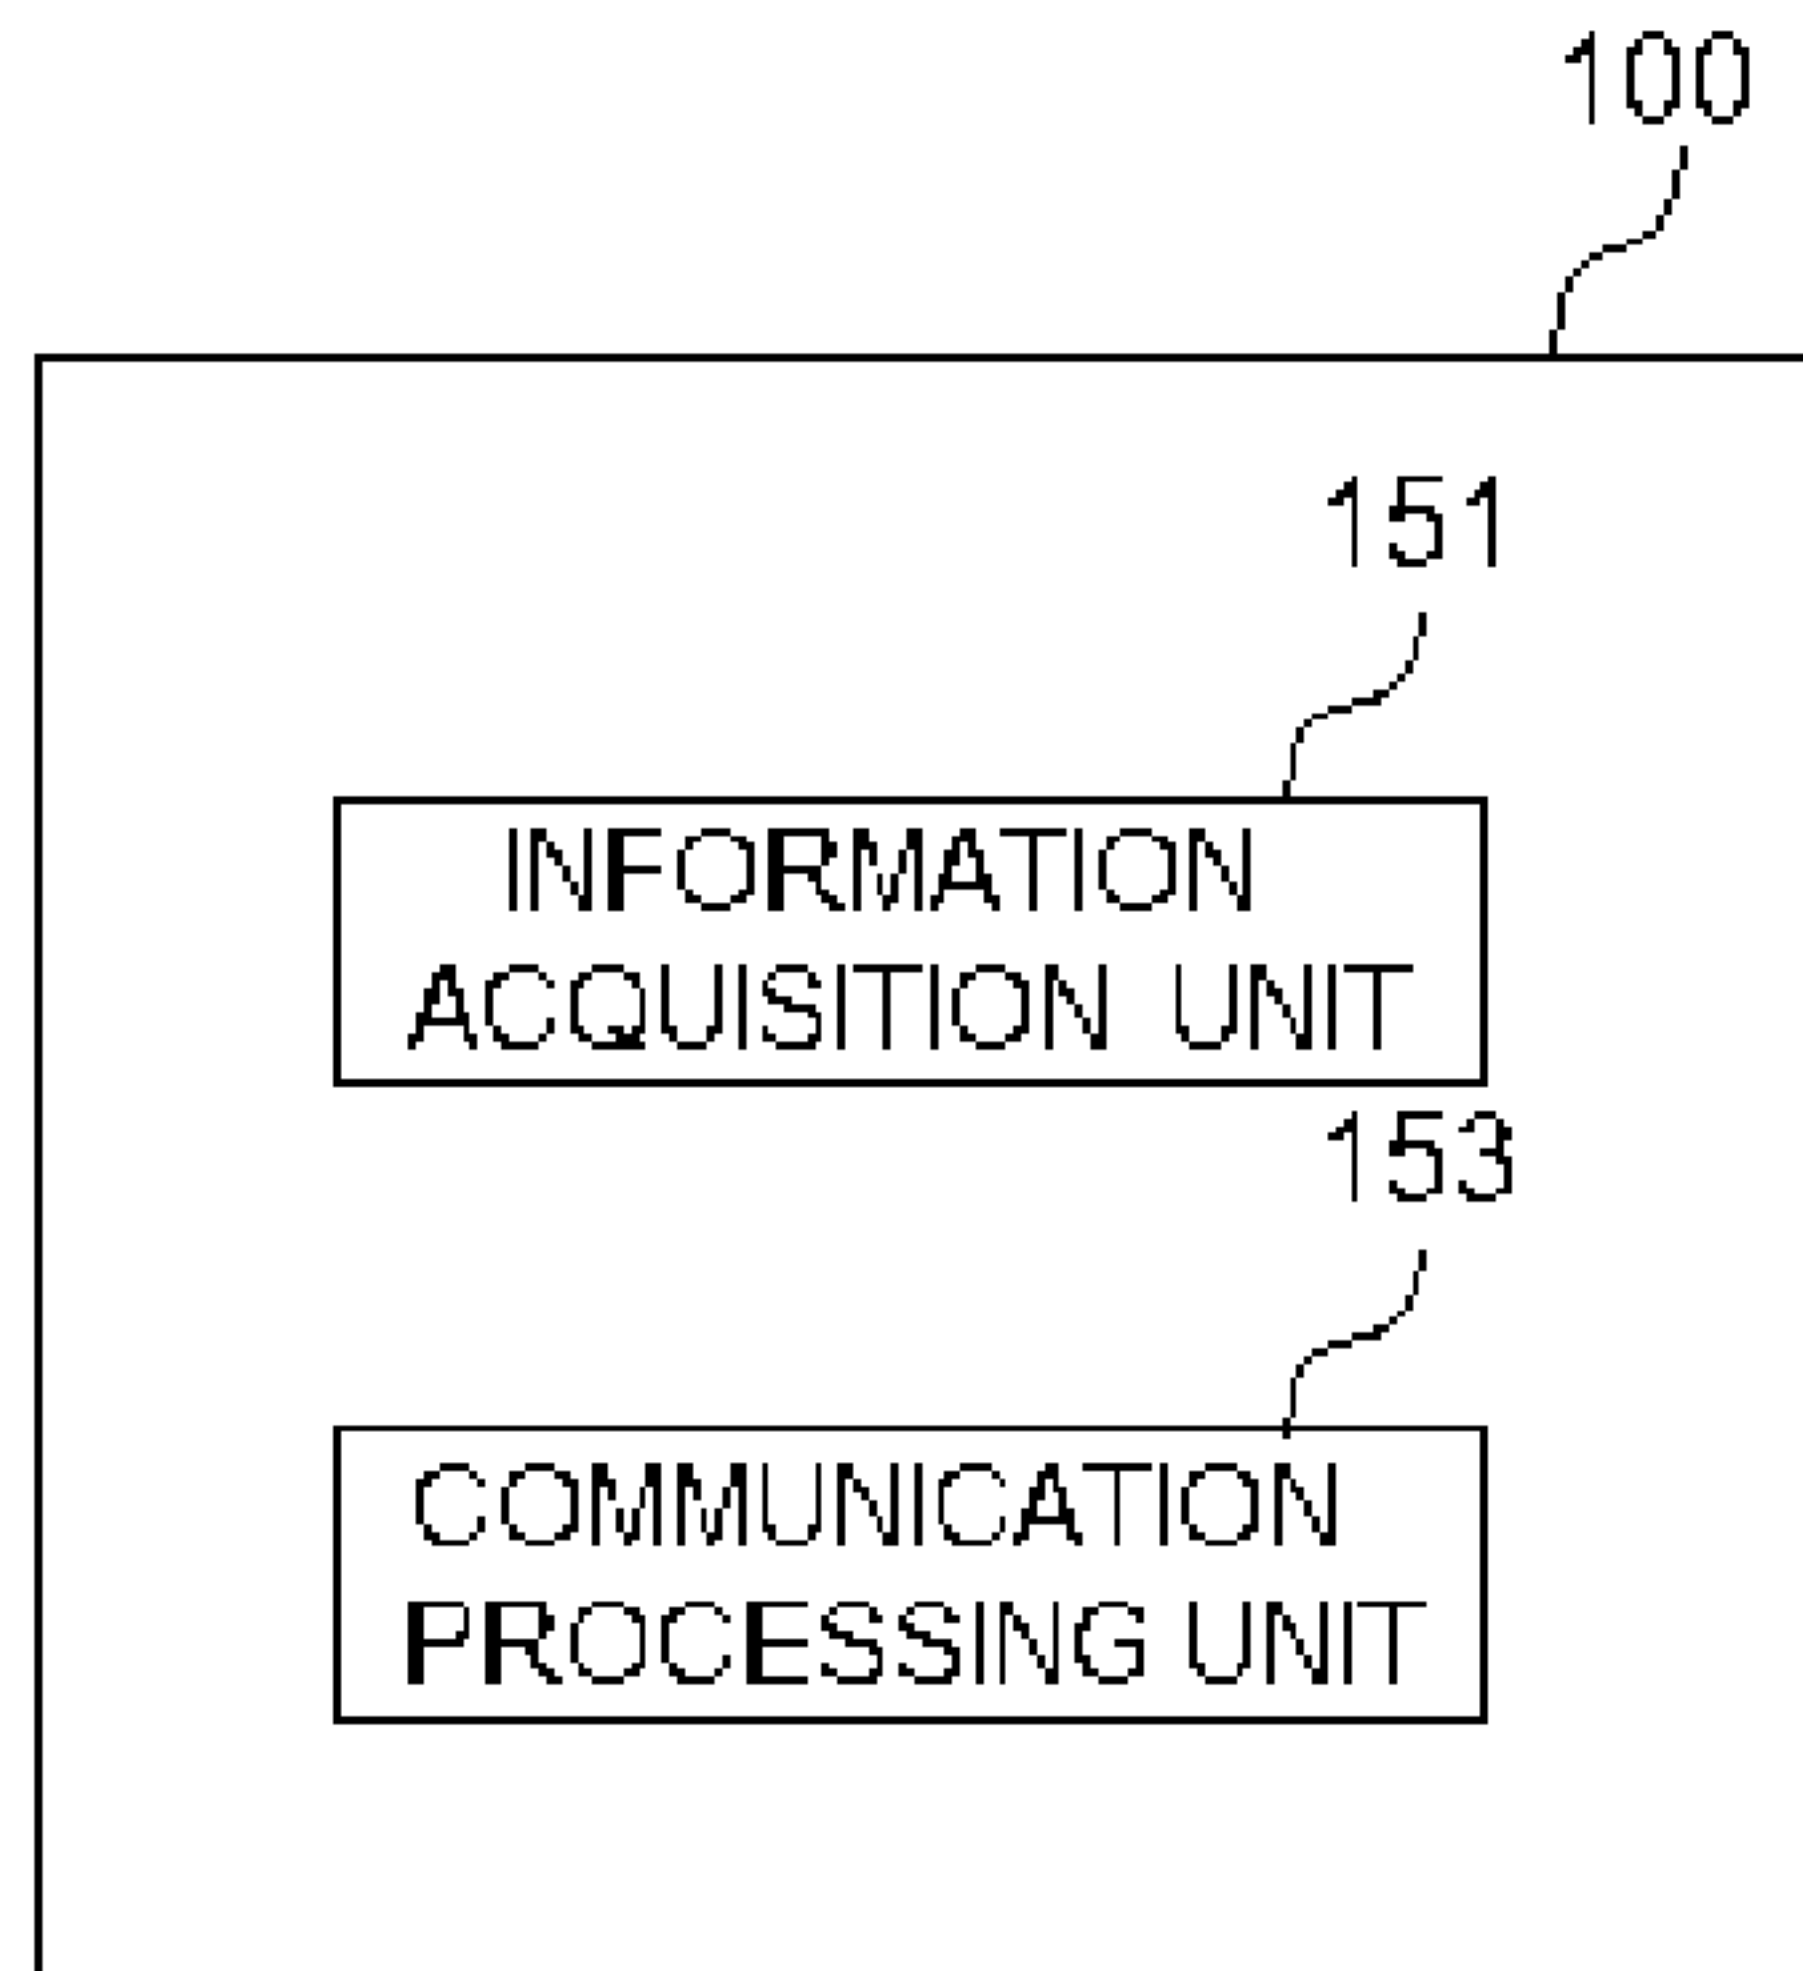 100
151
INFORMATION
ACQUISITION UNIT
153
COMMUNICATION
PROCESSING UNIT